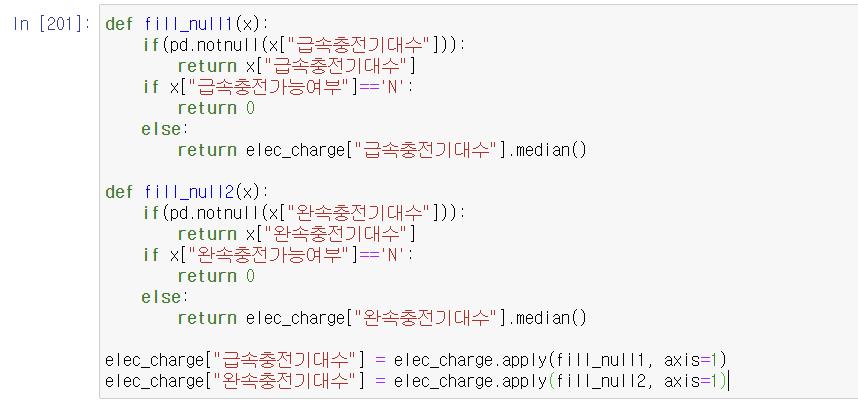 In [201]: def fill_null1(x):
    if(pd.notnull(x["급속충전기대수"])):
        return x["급속충전기대수"]
    if x["급속충전가능여부"]=='N':
        return 0
    else:
        return elec_charge["급속충전기대수"].median()

def fill_null2(x):
    if(pd.notnull(x["완속충전기대수"])):
        return x["완속충전기대수"]
    if x["완속충전가능여부"]=='N':
        return 0
    else:
        return elec_charge["완속충전기대수"].median()

elec_charge["급속충전기대수"] = elec_charge.apply(fill_null1, axis=1)
elec_charge["완속충전기대수"] = elec_charge.apply(fill_null2, axis=1)